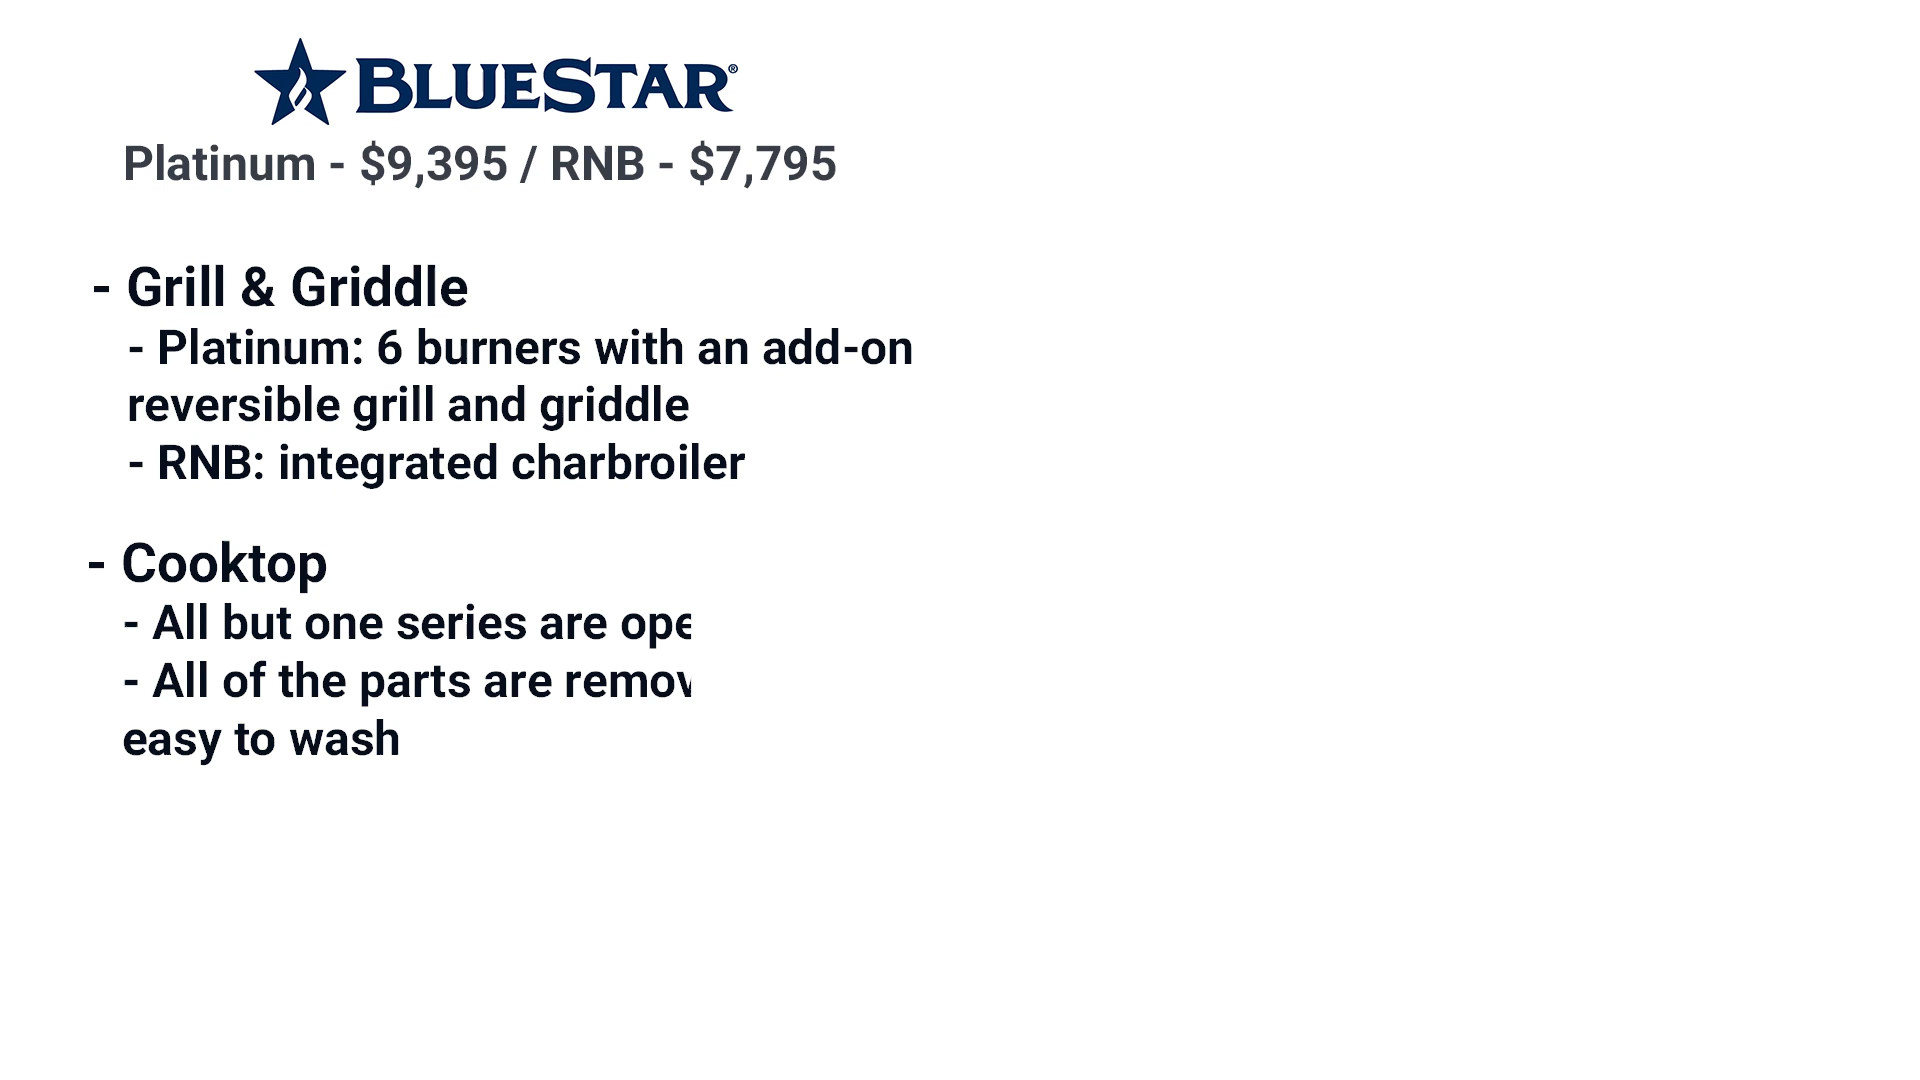 BLUESTAR®
Platinum - $9,395 / RNB - $7,795
- Grill & Griddle
- Platinum: 6 burners with an add-on
reversible grill and griddle
- RNB: integrated charbroiler
- Cooktop
- All but one series are
- All of the parts are
easy to wash